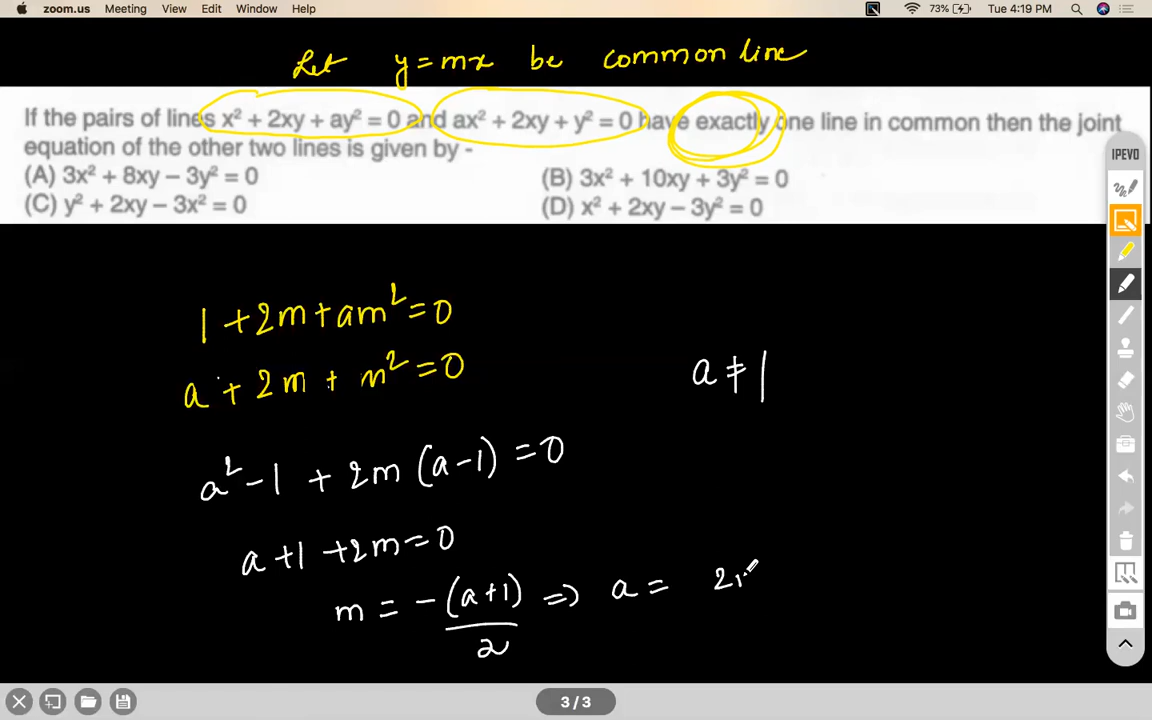 zoom.us Meeting View Edit Window Help 73% Tue 4:19 PM
Let y = mx be common line
If the pairs of lines x² + 2xy + ay² = 0 and ax² + 2xy + y² = 0 have exactly one line in common then the joint
equation of the other two lines is given by -
(A) 3x² + 8xy – 3y² = 0 (B) 3x² + 10xy + 3y² = 0
(C) y² + 2xy – 3x² = 0 (D) x² + 2xy – 3y² = 0
IPEVO
1 + 2m + am² = 0
a + 2m + m² = 0
a ≠ 1
a² - 1 + 2m (a-1) = 0
a + 1 + 2m = 0
m = -(a+1)/2 ⇒ a = 2
3/3